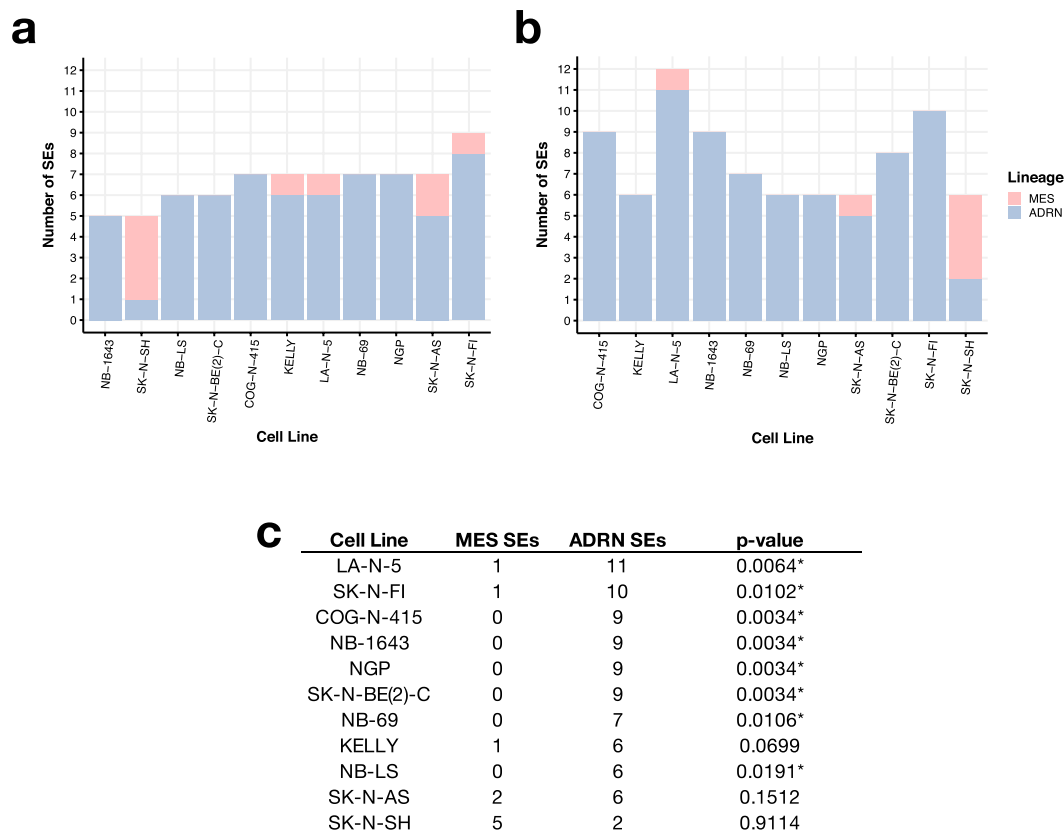 a
12
11
10
9
8
7
6
5
4
3
2
1
0
Number of SEs
NB-1643
SK-N-SH
NB-LS
SK-N-BE(2)-C
COG-N-415
KELLY
LA-N-5
NB-69
NGP
SK-N-AS
SK-N-FI
Cell Line
b
12
11
10
9
8
7
6
5
4
3
2
1
0
Number of SEs
COG-N-415
KELLY
LA-N-5
NB-1643
NB-69
NB-LS
NGP
SK-N-AS
SK-N-BE(2)-C
SK-N-FI
SK-N-SH
Cell Line
Lineage
MES
ADRN
c
Cell Line MES SEs ADRN SEs p-value
LA-N-5 1 11 0.0064*
SK-N-FI 1 10 0.0102*
COG-N-415 0 9 0.0034*
NB-1643 0 9 0.0034*
NGP 0 9 0.0034*
SK-N-BE(2)-C 0 9 0.0034*
NB-69 0 7 0.0106*
KELLY 1 6 0.0699
NB-LS 0 6 0.0191*
SK-N-AS 2 6 0.1512
SK-N-SH 5 2 0.9114